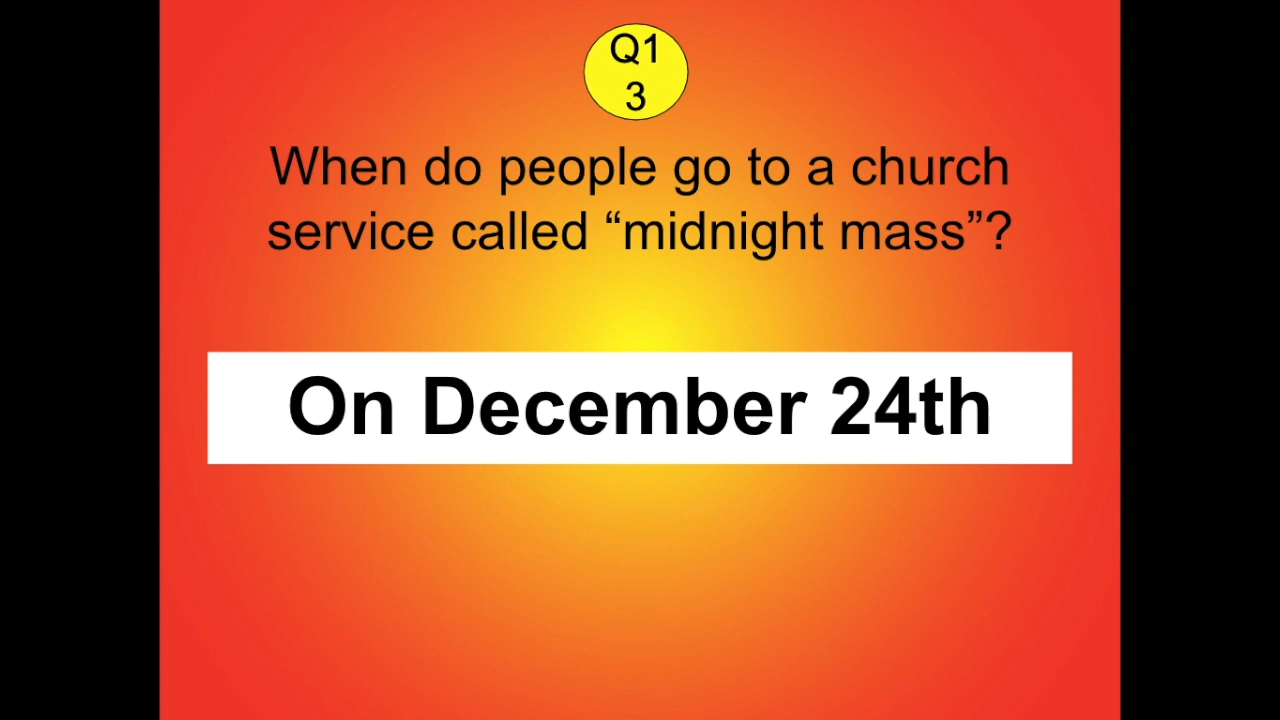 Q1
3
When do people go to a church
service called “midnight mass”?
On December 24th